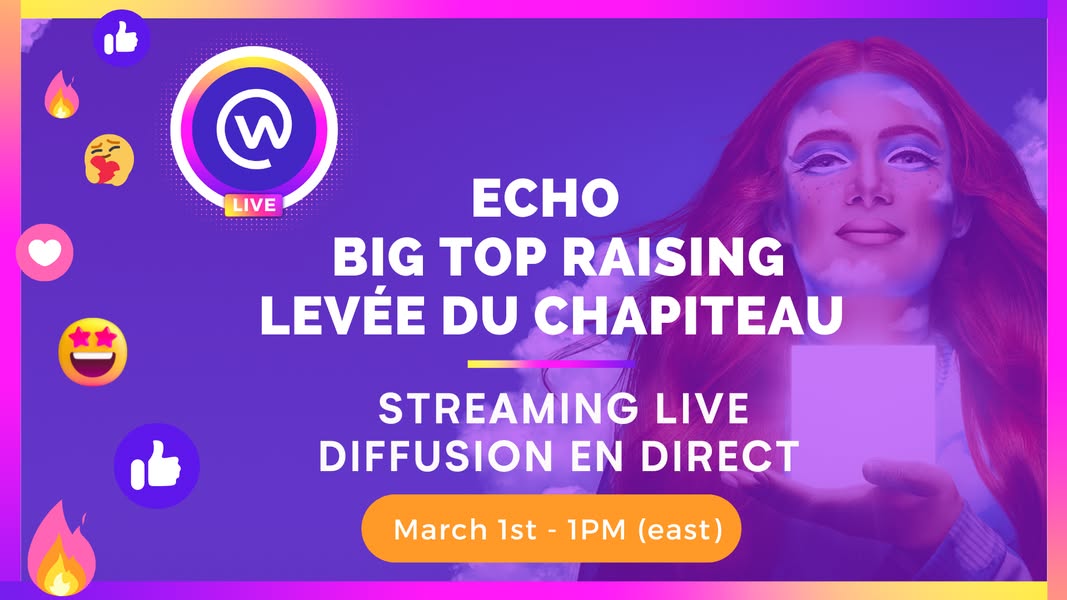 W
LIVE
ECHO
BIG TOP RAISING
LEVÉE DU CHAPITEAU
STREAMING LIVE
DIFFUSION EN DIRECT
March 1st - 1PM (east)